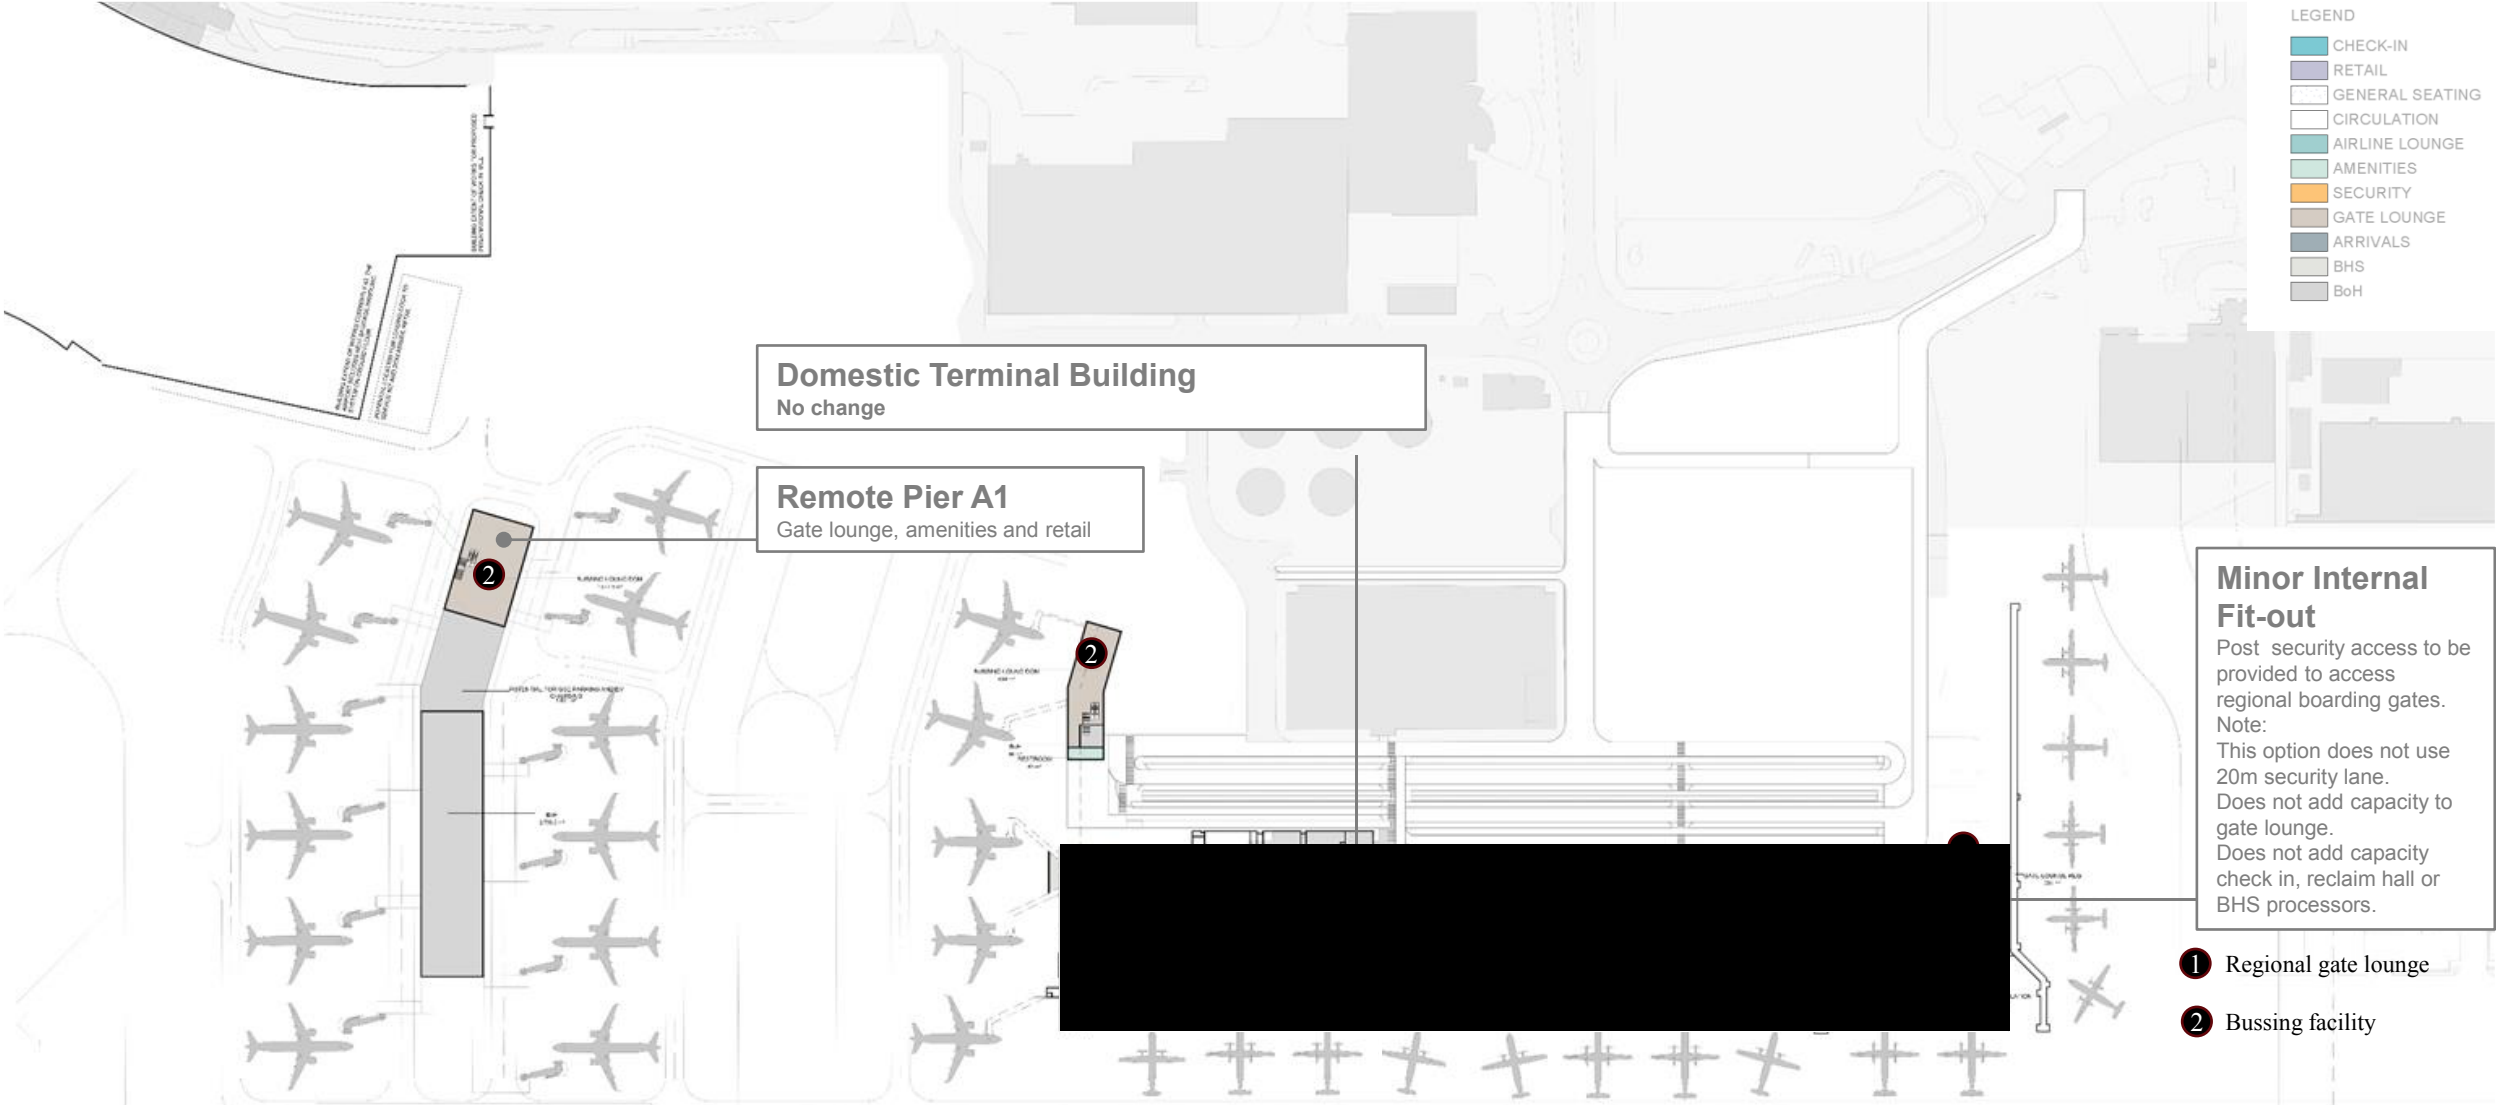 LEGEND
CHECK-IN
RETAIL
GENERAL SEATING
CIRCULATION
AIRLINE LOUNGE
AMENITIES
SECURITY
GATE LOUNGE
ARRIVALS
BHS
BoH
Domestic Terminal Building
No change
Remote Pier A1
Gate lounge, amenities and retail
2
2
Minor Internal
Fit-out
Post security access to be
provided to access
regional boarding gates.
Note:
This option does not use
20m security lane.
Does not add capacity to
gate lounge.
Does not add capacity
check in, reclaim hall or
BHS processors.
1 Regional gate lounge
2 Bussing facility